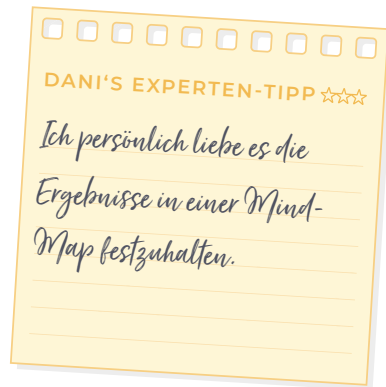 DANI‘S EXPERTEN-TIPP
Ich persönlich liebe es die
Ergebnisse in einer Mind-
Map festzuhalten.